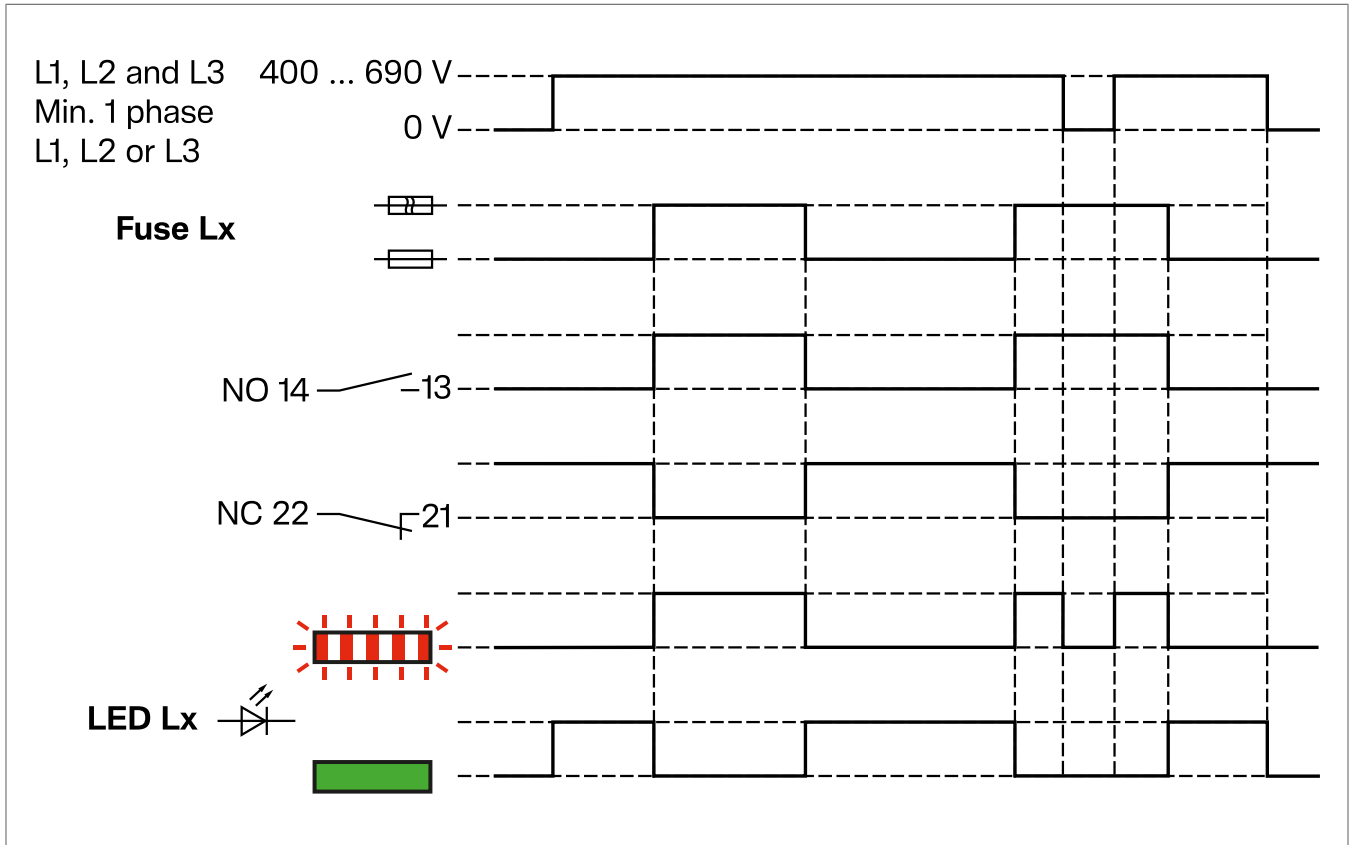 L1, L2 and L3 400 ... 690 V
Min. 1 phase
0 V
L1, L2 or L3
Fuse Lx
NO 14 13
NC 22 21
LED Lx